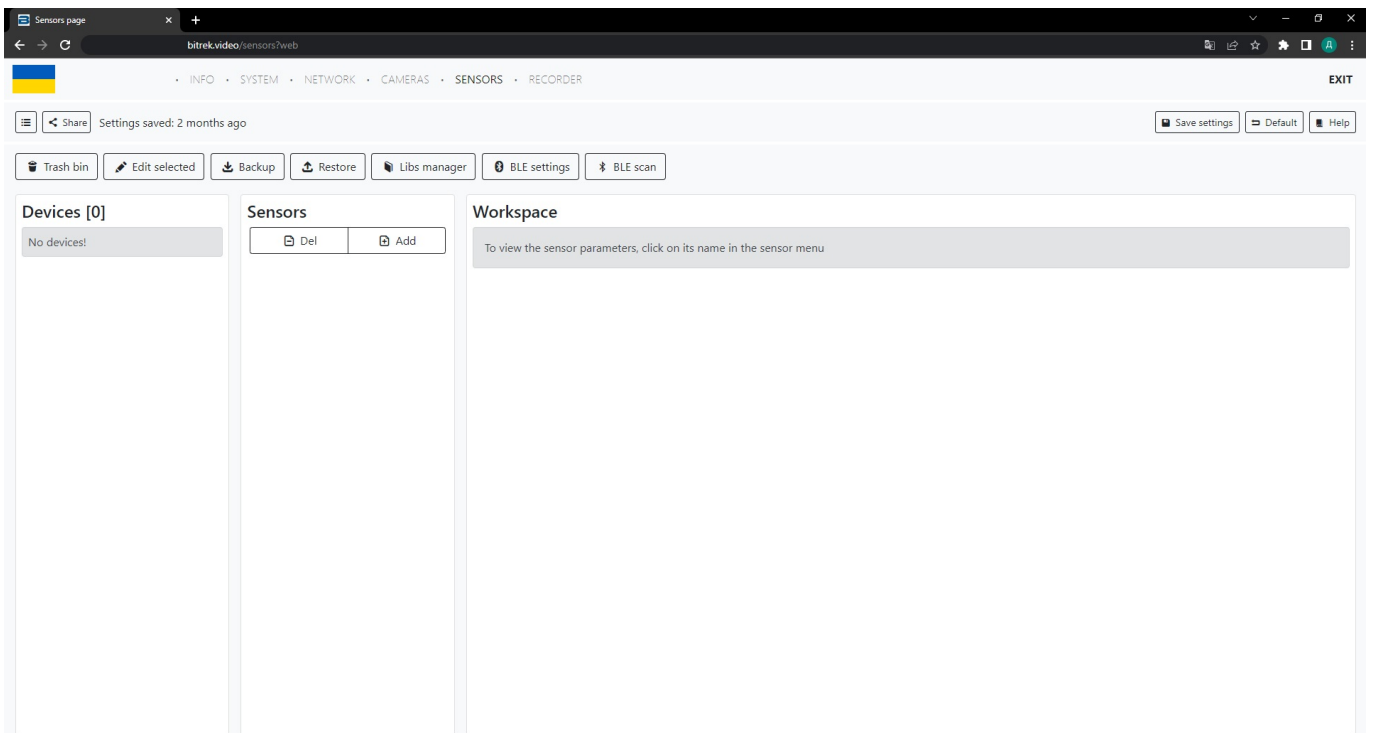 Sensors page
bitrek.video/sensors?web
Д
• INFO • SYSTEM • NETWORK • CAMERAS • SENSORS • RECORDER
EXIT
Share Settings saved: 2 months ago
Save settings Default Help
Trash bin Edit selected Backup Restore Libs manager BLE settings BLE scan
Devices [0] Sensors Workspace
No devices! Del Add
To view the sensor parameters, click on its name in the sensor menu